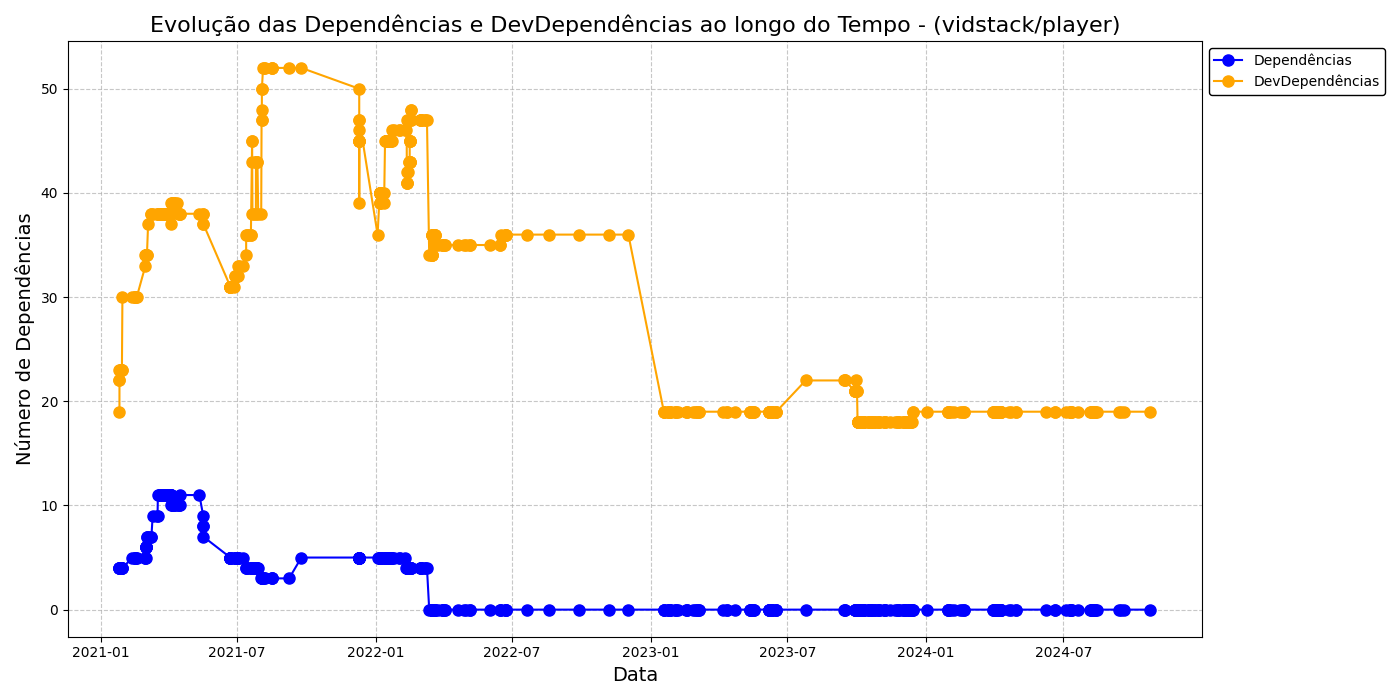 Evolução das Dependências e DevDependências ao longo do Tempo - (vidstack/player)
Dependências
DevDependências
Número de Dependências
50
40
30
20
10
0
2021-01 2021-07 2022-01 2022-07 2023-01 2023-07 2024-01 2024-07
Data